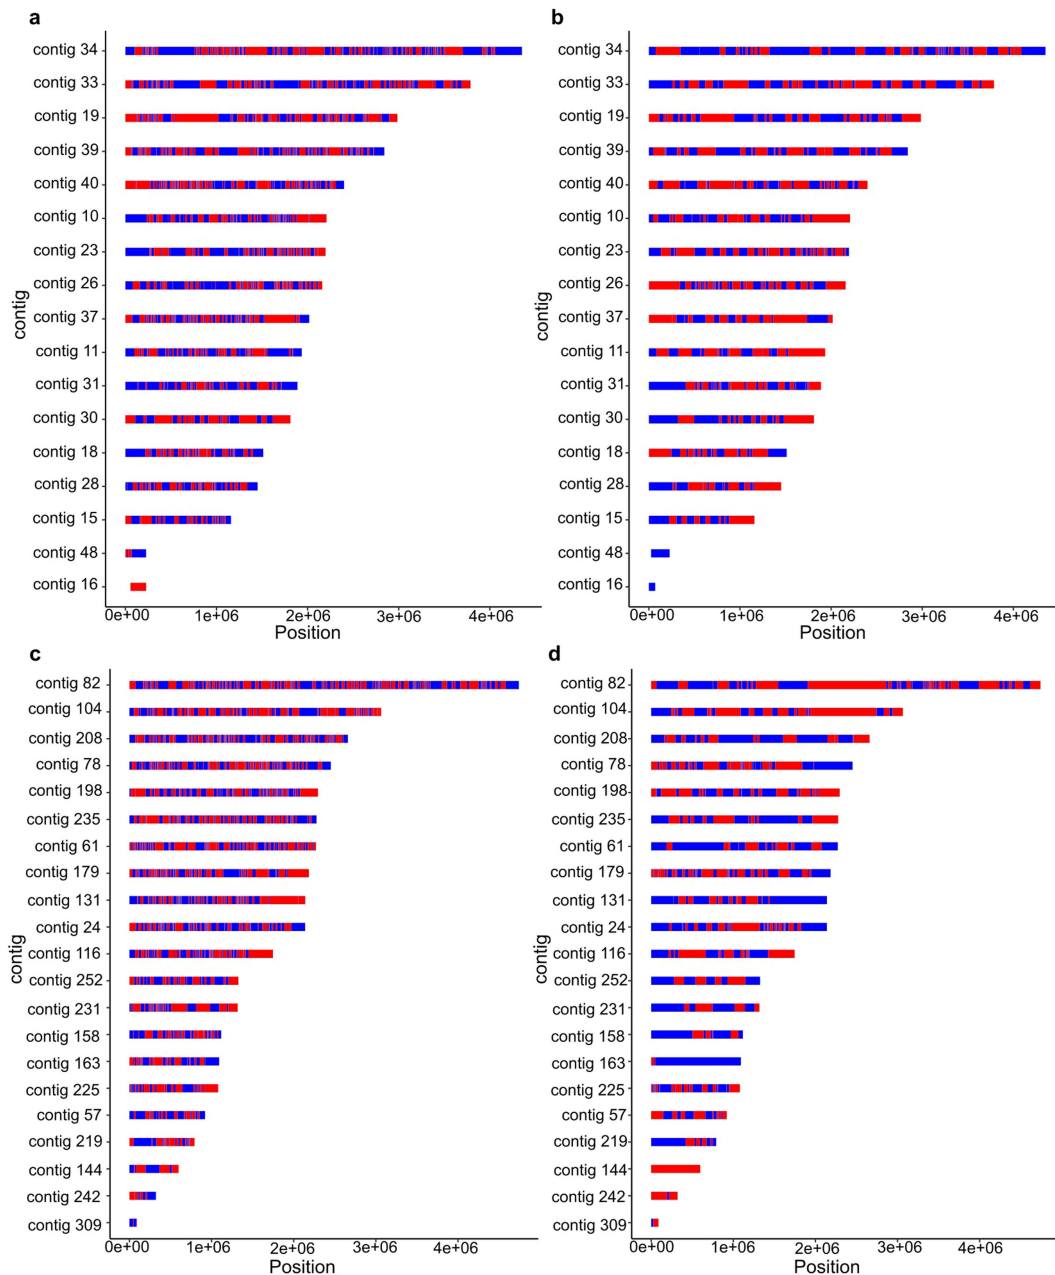 a
contig 34
contig 33
contig 19
contig 39
contig 40
contig 10
contig 23
contig 26
contig 37
contig 11
contig 31
contig 30
contig 18
contig 28
contig 15
contig 48
contig 16
contig
0e+00 1e+06 2e+06 3e+06 4e+06
Position
b
contig 34
contig 33
contig 19
contig 39
contig 40
contig 10
contig 23
contig 26
contig 37
contig 11
contig 31
contig 30
contig 18
contig 28
contig 15
contig 48
contig 16
contig
0e+00 1e+06 2e+06 3e+06 4e+06
Position
c
contig 82
contig 104
contig 208
contig 78
contig 198
contig 235
contig 61
contig 179
contig 131
contig 24
contig 116
contig 252
contig 231
contig 158
contig 163
contig 225
contig 57
contig 219
contig 144
contig 242
contig 309
contig
0e+00 1e+06 2e+06 3e+06 4e+06
Position
d
contig 82
contig 104
contig 208
contig 78
contig 198
contig 235
contig 61
contig 179
contig 131
contig 24
contig 116
contig 252
contig 231
contig 158
contig 163
contig 225
contig 57
contig 219
contig 144
contig 242
contig 309
contig
0e+00 1e+06 2e+06 3e+06 4e+06
Position